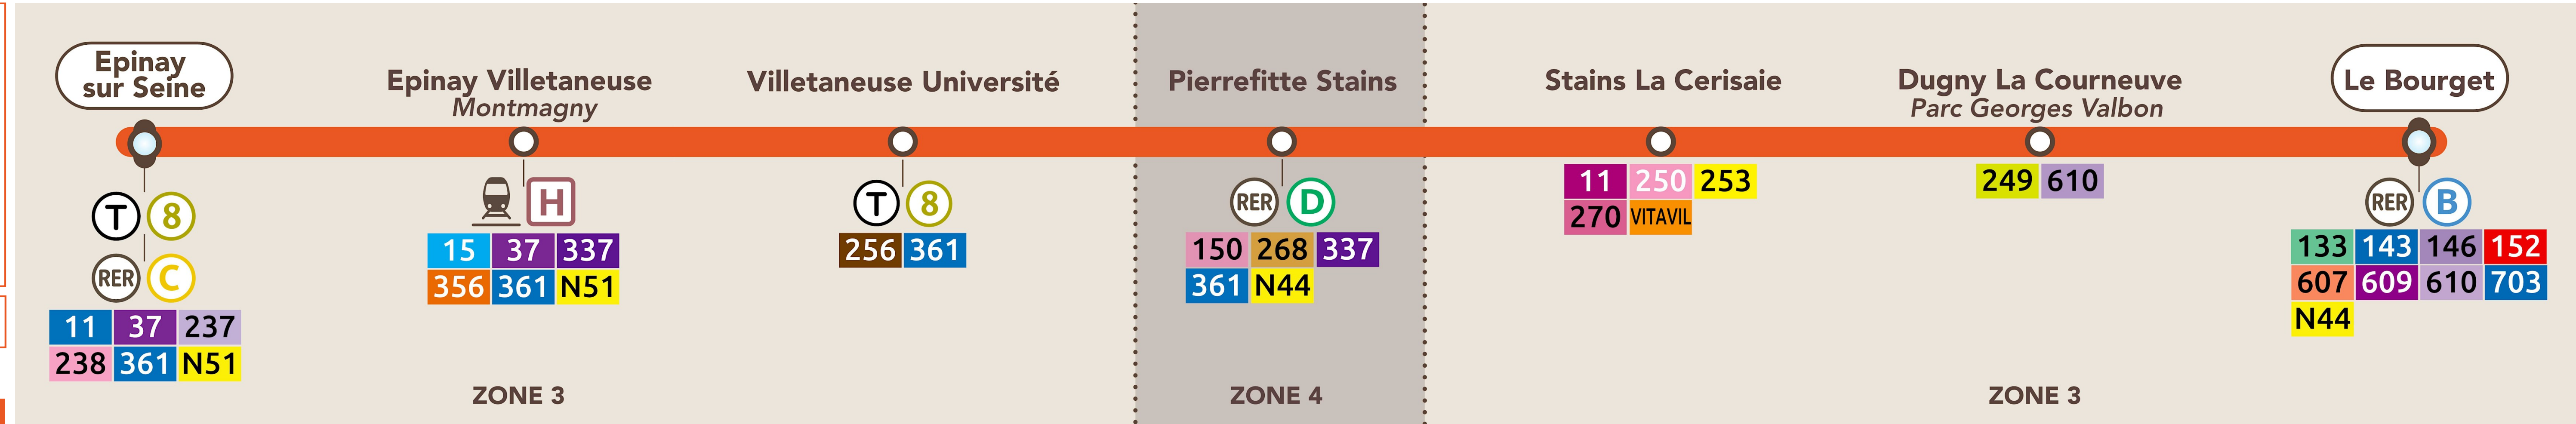 Epinay
sur Seine
T 8
RER C
11 37 237
238 361 N51
Epinay Villetaneuse
Montmagny
H
15 37 337
356 361 N51
ZONE 3
Villetaneuse Université
T 8
256 361
Pierrefitte Stains
RER D
150 268 337
361 N44
ZONE 4
Stains La Cerisaie
11 250 253
270 VITAVIL
Dugny La Courneuve
Parc Georges Valbon
249 610
ZONE 3
Le Bourget
RER B
133 143 146 152
607 609 610 703
N44